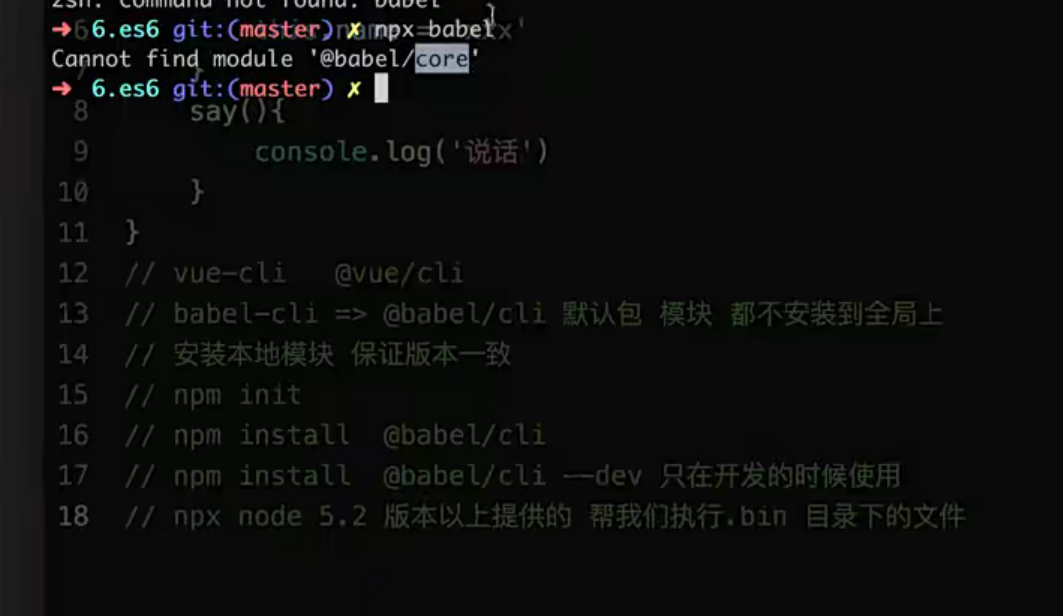 zsh: command not found: babel
➜ 6.es6 git:(master) ✗ npx babel
Cannot find module '@babel/core'
➜ 6.es6 git:(master) ✗
8 say(){
9 console.log('说话')
10 }
11 }
12 // vue-cli @vue/cli
13 // babel-cli => @babel/cli 默认包 模块 都不安装到全局上
14 // 安装本地模块 保证版本一致
15 // npm init
16 // npm install @babel/cli
17 // npm install @babel/cli --dev 只在开发的时候使用
18 // npx node 5.2 版本以上提供的 帮我们执行.bin 目录下的文件